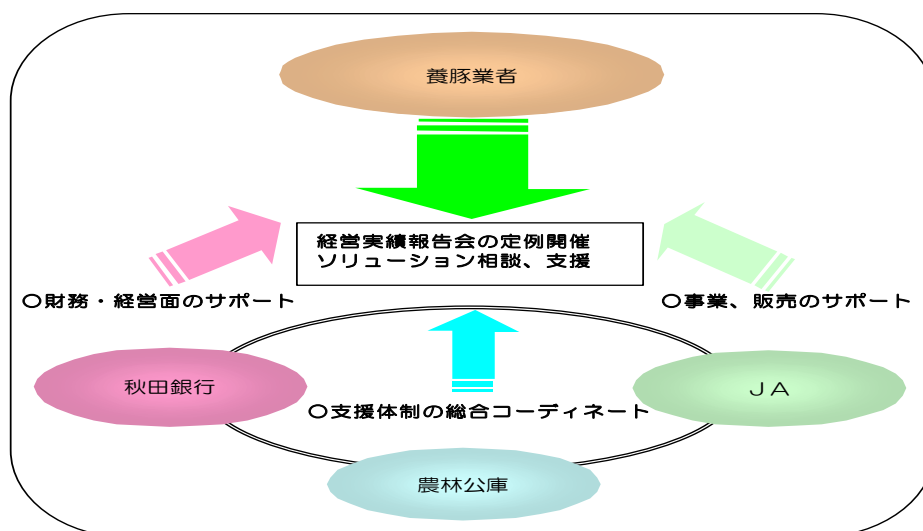 養豚業者
経営実績報告会の定例開催
ソリューション相談、支援
〇財務・経営面のサポート
〇事業、販売のサポート
秋田銀行
ＪＡ
〇支援体制の総合コーディネート
農林公庫